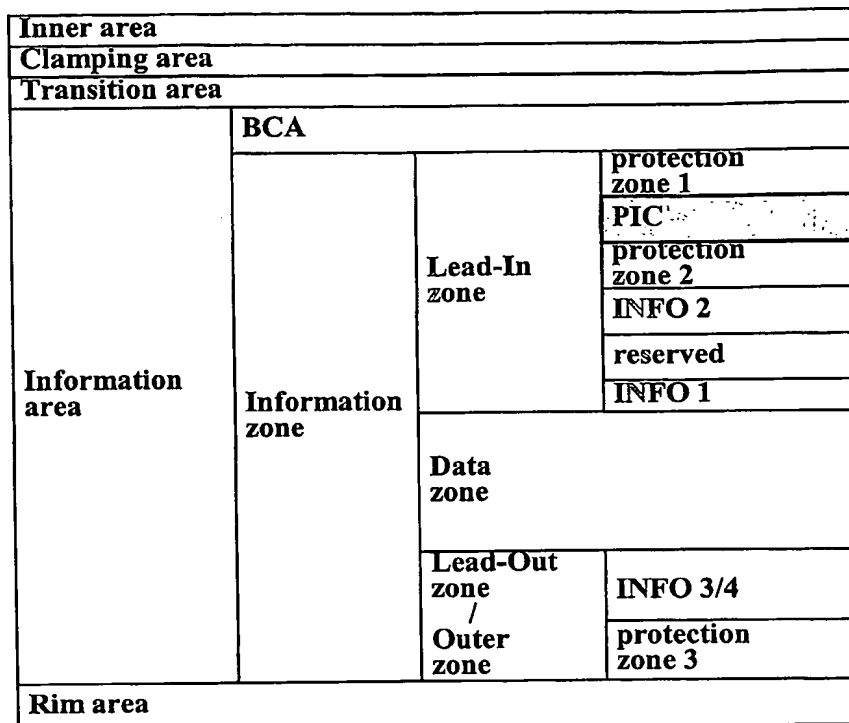 Inner area
Clamping area
Transition area
BCA
protection
zone 1
PIC
Lead-In
zone
protection
zone 2
INFO 2
reserved
INFO 1
Information
area
Information
zone
Data
zone
Lead-Out
zone
/
Outer
zone
INFO 3/4
protection
zone 3
Rim area